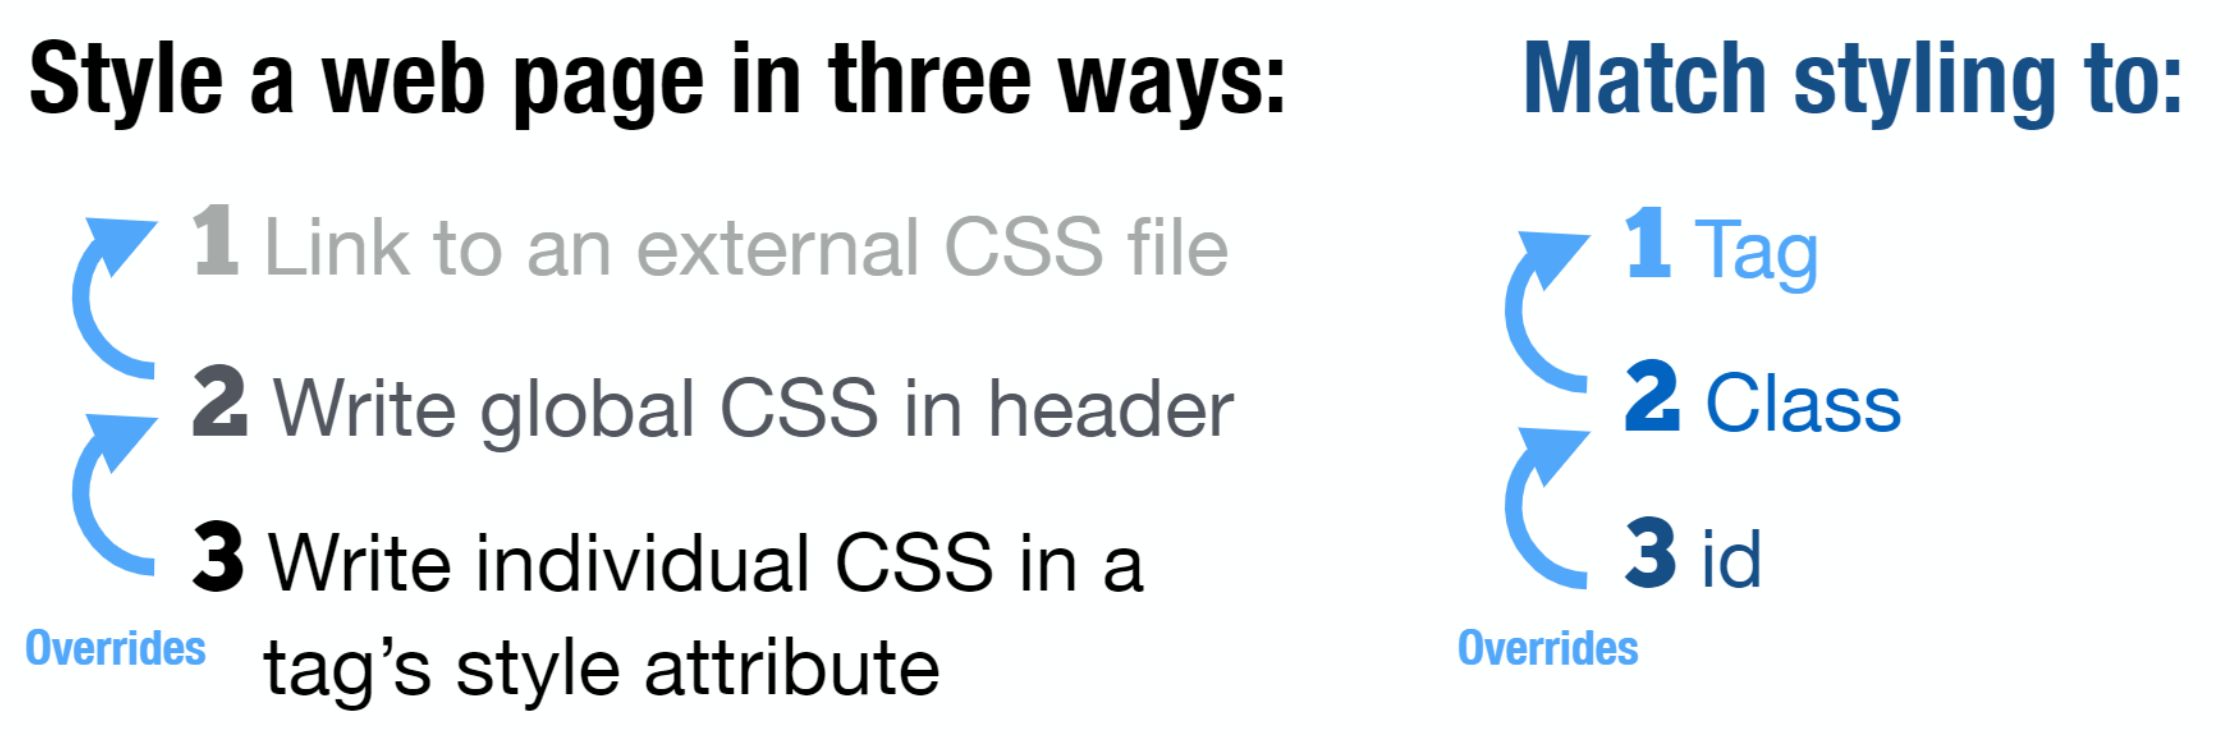 Style a web page in three ways:
1 Link to an external CSS file
2 Write global CSS in header
3 Write individual CSS in a
tag’s style attribute
Overrides
Match styling to:
1 Tag
2 Class
3 id
Overrides